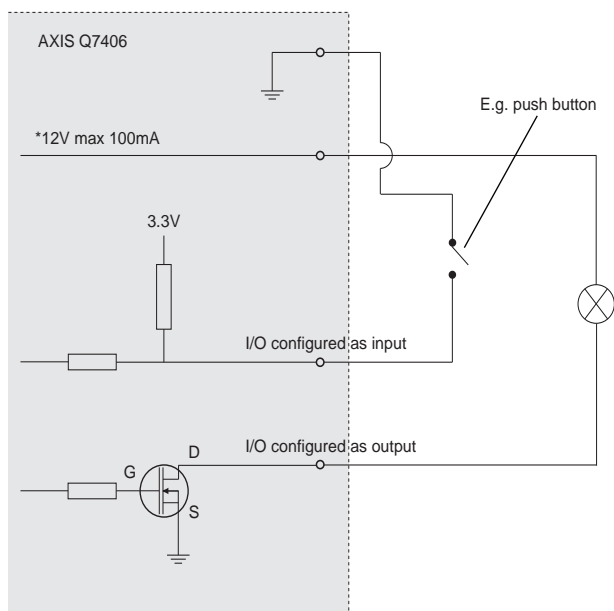 AXIS Q7406
E.g. push button
*12V max 100mA
3.3V
I/O configured as input
I/O configured as output
D
G
S